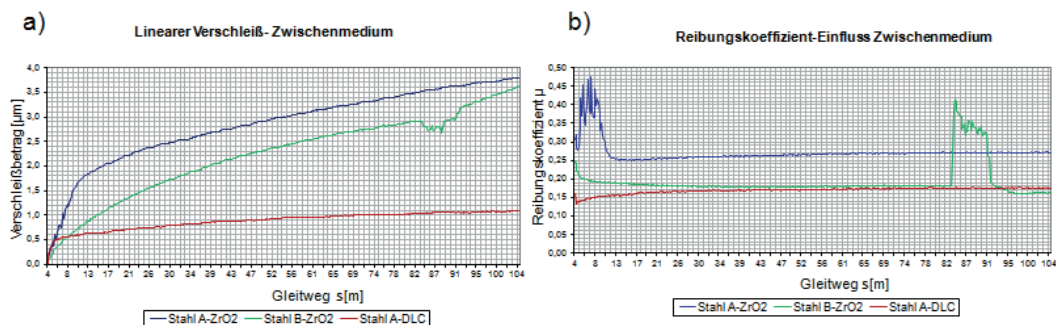 a)
Linearer Verschleiß- Zwischenmedium
Verschleißbetrag [µm]
4,0
3,5
3,0
2,5
2,0
1,5
1,0
0,5
0,0
4 8 13 17 21 26 30 34 39 43 47 52 56 61 65 69 74 78 82 87 91 95 100 104
Gleitweg s[m]
Stahl A-ZrO2 Stahl B-ZrO2 Stahl A-DLC
b)
Reibungskoeffizient-Einfluss Zwischenmedium
Reibungskoeffizient µ
0,50
0,45
0,40
0,35
0,30
0,25
0,20
0,15
0,10
0,05
0,00
4 8 13 17 21 26 30 34 39 43 47 52 56 61 65 69 74 78 82 87 91 95 100 104
Gleitweg s[m]
Stahl A-ZrO2 Stahl B-ZrO2 Stahl A-DLC